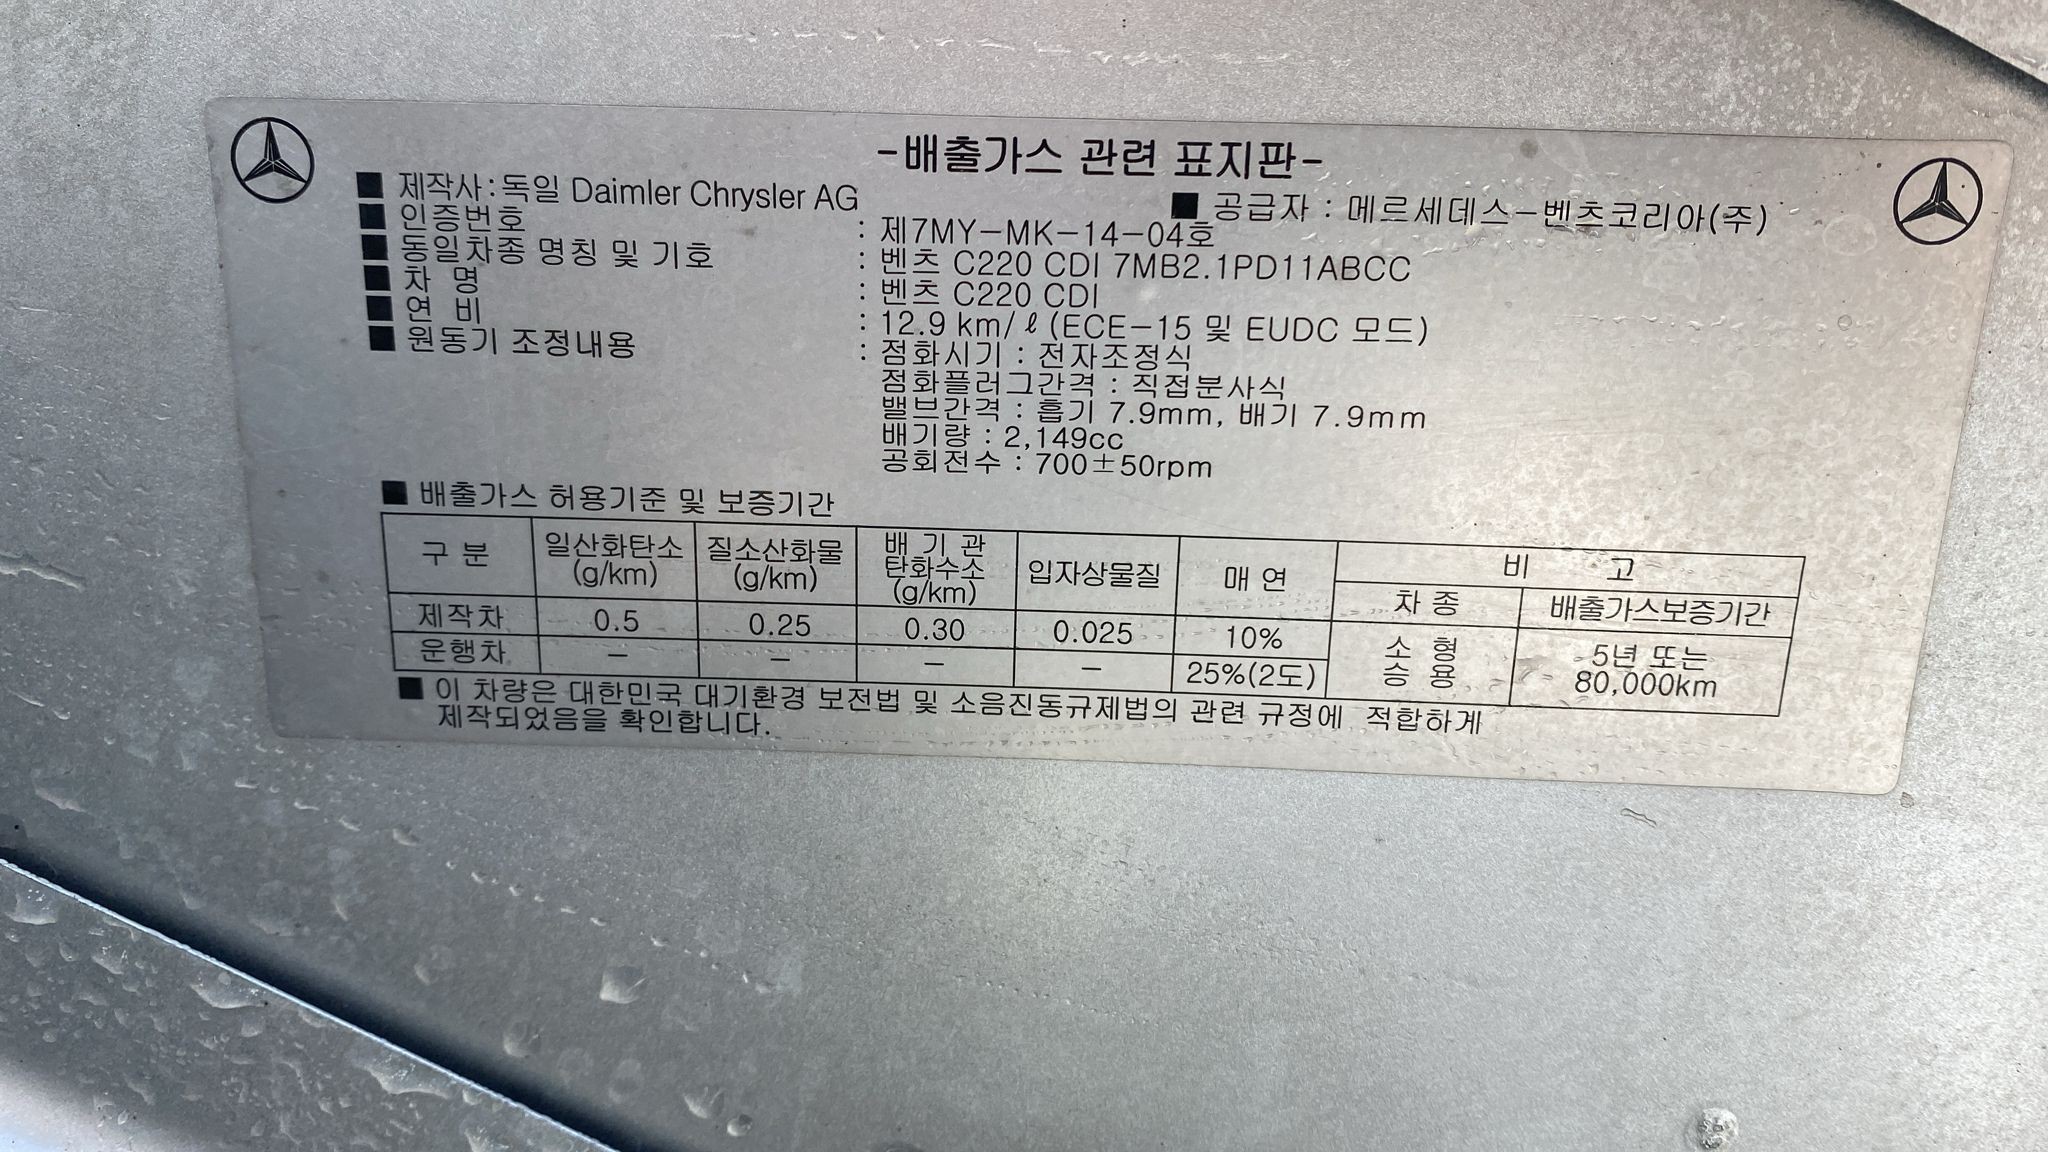 -배출가스 관련 표지판-
■ 제작사:독일 Daimler Chrysler AG ■ 공급자 : 메르세데스-벤츠코리아(주)
■ 인증번호 : 제7MY-MK-14-04호
■ 동일차종 명칭 및 기호 : 벤츠 C220 CDI 7MB2.1PD11ABCC
■ 차 명 : 벤츠 C220 CDI
■ 연 비 : 12.9 km/ℓ (ECE-15 및 EUDC 모드)
■ 원동기 조정내용 : 점화시기 : 전자조정식
점화플러그간격 : 직접분사식
밸브간격 : 흡기 7.9mm, 배기 7.9mm
배기량 : 2,149cc
공회전수 : 700±50rpm
■ 배출가스 허용기준 및 보증기간
구 분 일산화탄소 (g/km) 질소산화물 (g/km) 배 기 관 탄화수소 (g/km) 입자상물질 매 연 비 고
차 종 배출가스보증기간
제작차 0.5 0.25 0.30 0.025 10% 소 형 승 용 5년 또는 80,000km
운행차 - - - - 25%(2도)
■ 이 차량은 대한민국 대기환경 보전법 및 소음진동규제법의 관련 규정에 적합하게
제작되었음을 확인합니다.